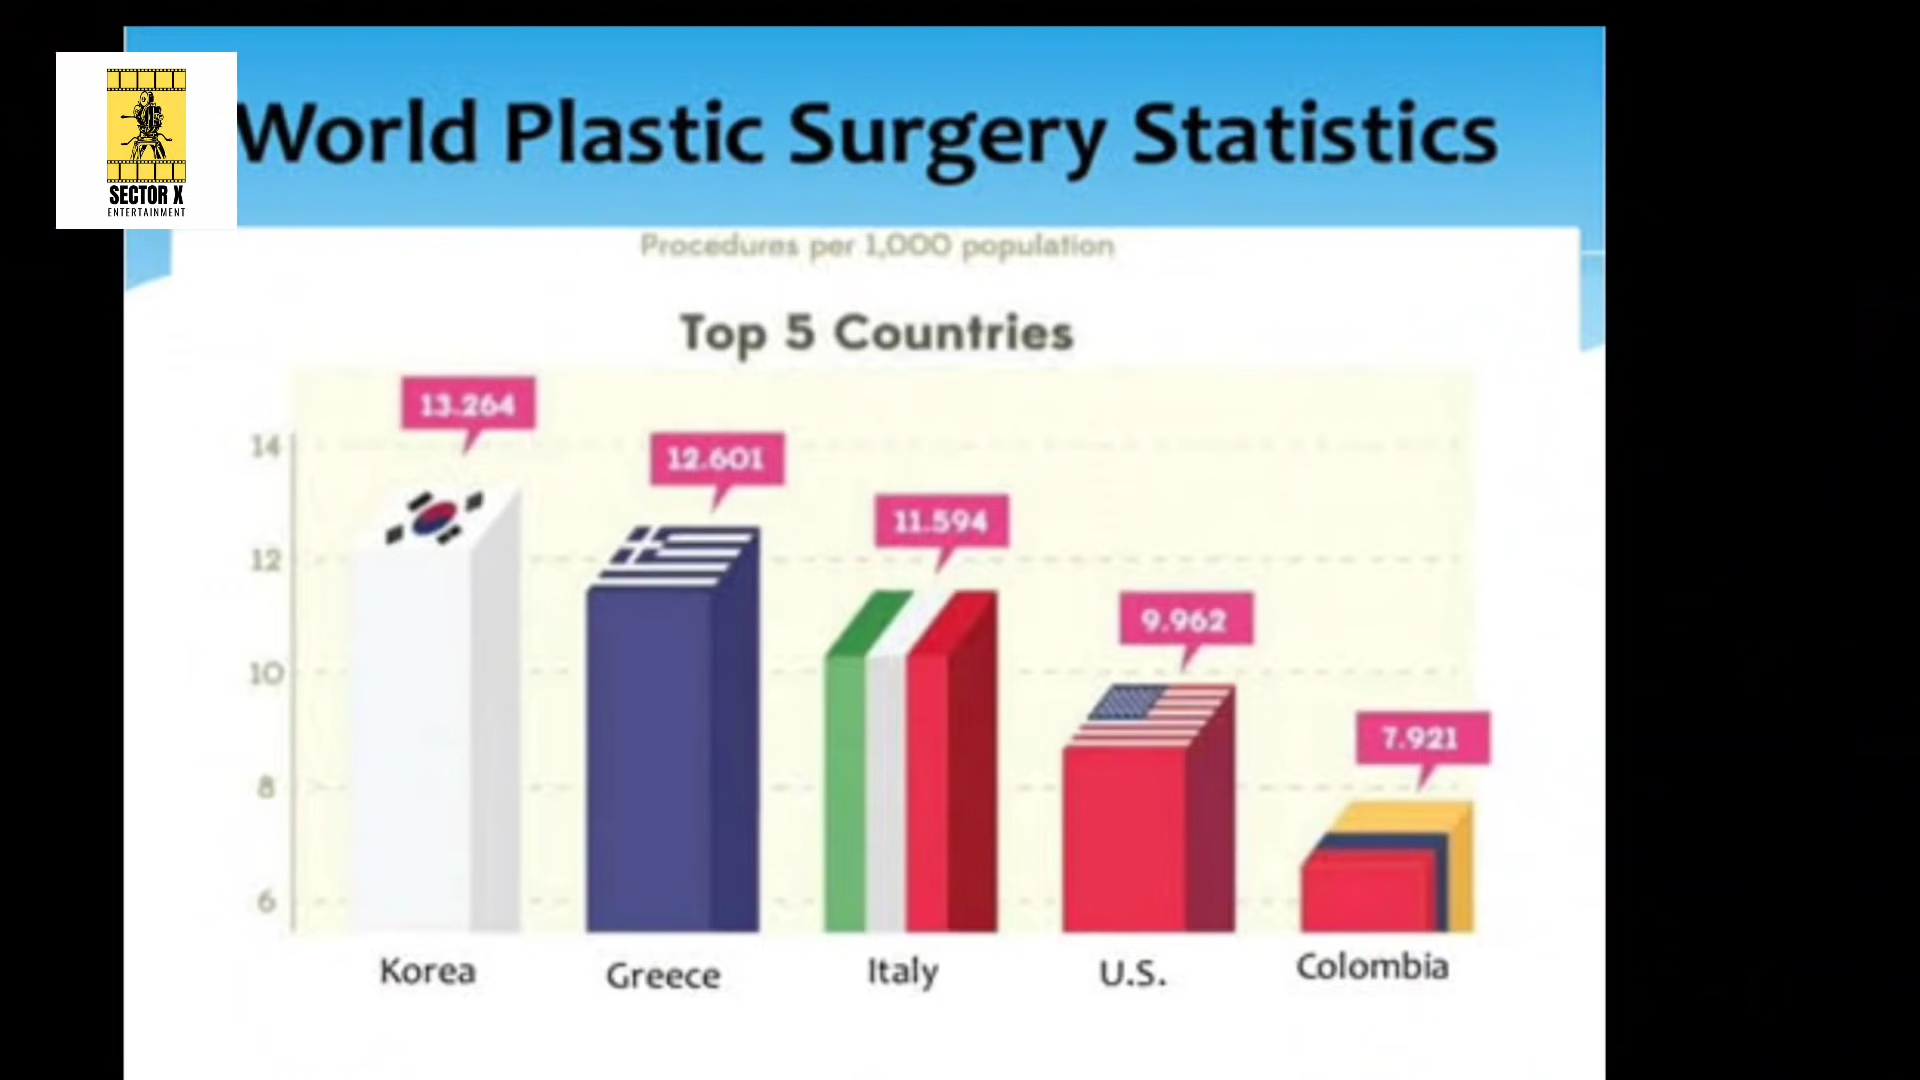 SECTOR X
ENTERTAINMENT
World Plastic Surgery Statistics
Procedures per 1,000 population
Top 5 Countries
13.264
12.601
11.594
9.962
7.921
14
12
10
8
6
Korea
Greece
Italy
U.S.
Colombia